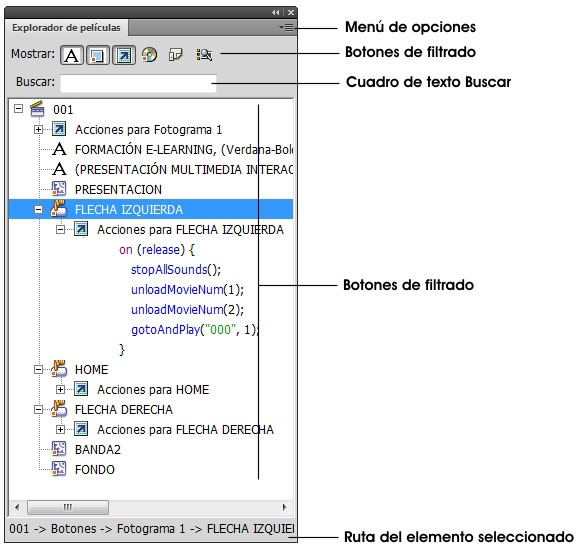 Explorador de películas
Menú de opciones
Mostrar: A
Botones de filtrado
Buscar:
Cuadro de texto Buscar
001
Acciones para Fotograma 1
A FORMACIÓN E-LEARNING, (Verdana-Bol
A (PRESENTACIÓN MULTIMEDIA INTERAC
PRESENTACION
FLECHA IZQUIERDA
Acciones para FLECHA IZQUIERDA
on (release) {
stopAllSounds();
unloadMovieNum(1);
Botones de filtrado
unloadMovieNum(2);
gotoAndPlay("000", 1);
}
HOME
Acciones para HOME
FLECHA DERECHA
Acciones para FLECHA DERECHA
BANDA2
FONDO
001 -> Botones -> Fotograma 1 -> FLECHA IZQUIE
Ruta del elemento seleccionado